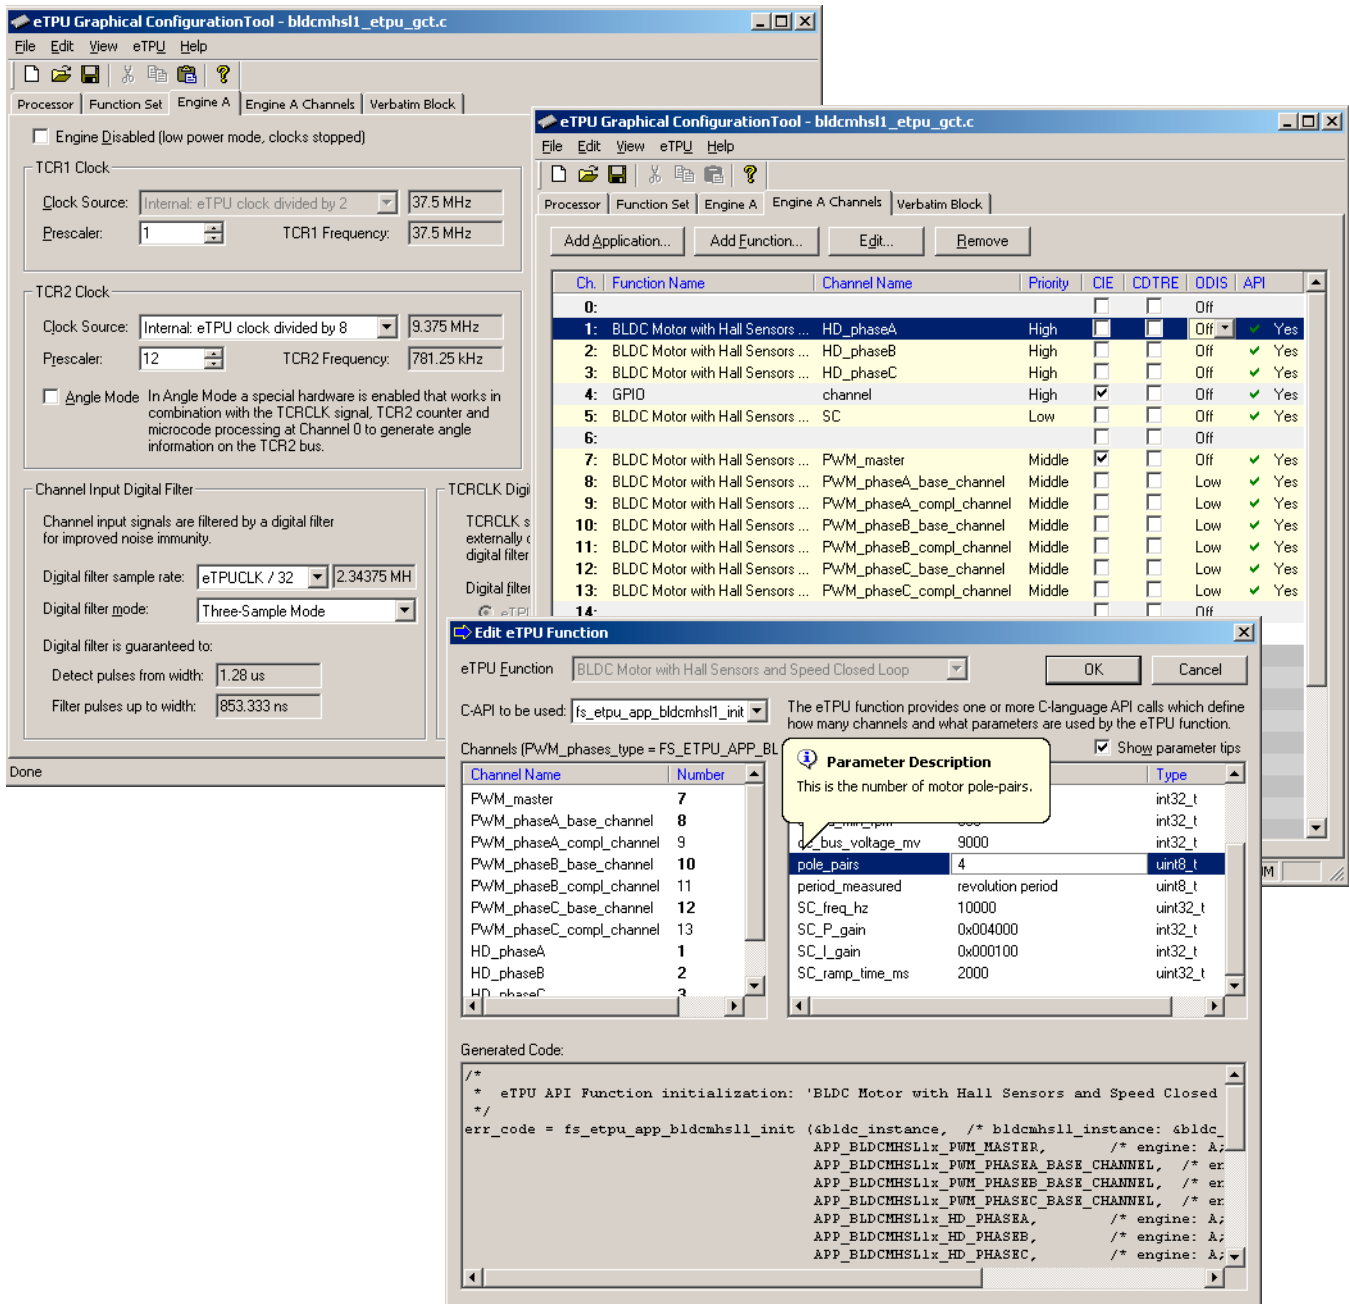 eTPU Graphical ConfigurationTool - bldcmhsl1_etpu_gct.c
File Edit View eTPU Help
Processor Function Set Engine A Engine A Channels Verbatim Block
Engine Disabled (low power mode, clocks stopped)
TCR1 Clock
Clock Source: Internal: eTPU clock divided by 2 37.5 MHz
Prescaler: 1 TCR1 Frequency: 37.5 MHz
TCR2 Clock
Clock Source: Internal: eTPU clock divided by 8 9.375 MHz
Prescaler: 12 TCR2 Frequency: 781.25 kHz
Angle Mode In Angle Mode a special hardware is enabled that works in
combination with the TCRCLK signal, TCR2 counter and
microcode processing at Channel 0 to generate angle
information on the TCR2 bus.
Channel Input Digital Filter
Channel input signals are filtered by a digital filter
for improved noise immunity.
Digital filter sample rate: eTPUCLK / 32 2.34375 MH
Digital filter mode: Three-Sample Mode
Digital filter is guaranteed to:
Detect pulses from width: 1.28 us
Filter pulses up to width: 853.333 ns
TCRCLK Digi
TCRCLK s
externally
digital filter
Digital filter
eTPU
Done
eTPU Graphical ConfigurationTool - bldcmhsl1_etpu_gct.c
File Edit View eTPU Help
Processor Function Set Engine A Engine A Channels Verbatim Block
Add Application... Add Function... Edit... Remove
Ch. Function Name Channel Name Priority CIE CDTRE ODIS API
0: Off
1: BLDC Motor with Hall Sensors ... HD_phaseA High Off Yes
2: BLDC Motor with Hall Sensors ... HD_phaseB High Off Yes
3: BLDC Motor with Hall Sensors ... HD_phaseC High Off Yes
4: GPIO channel High Off Yes
5: BLDC Motor with Hall Sensors ... SC Low Off Yes
6: Off
7: BLDC Motor with Hall Sensors ... PWM_master Middle Off Yes
8: BLDC Motor with Hall Sensors ... PWM_phaseA_base_channel Middle Low Yes
9: BLDC Motor with Hall Sensors ... PWM_phaseA_compl_channel Middle Low Yes
10: BLDC Motor with Hall Sensors ... PWM_phaseB_base_channel Middle Low Yes
11: BLDC Motor with Hall Sensors ... PWM_phaseB_compl_channel Middle Low Yes
12: BLDC Motor with Hall Sensors ... PWM_phaseC_base_channel Middle Low Yes
13: BLDC Motor with Hall Sensors ... PWM_phaseC_compl_channel Middle Low Yes
14: Off
Edit eTPU Function
eTPU Function BLDC Motor with Hall Sensors and Speed Closed Loop OK Cancel
C-API to be used: fs_etpu_app_bldcmhsl1_init The eTPU function provides one or more C-language API calls which define
how many channels and what parameters are used by the eTPU function.
Channels (PWM_phases_type = FS_ETPU_APP_BL Show parameter tips
Channel Name Number
PWM_master 7
PWM_phaseA_base_channel 8
PWM_phaseA_compl_channel 9
PWM_phaseB_base_channel 10
PWM_phaseB_compl_channel 11
PWM_phaseC_base_channel 12
PWM_phaseC_compl_channel 13
HD_phaseA 1
HD_phaseB 2
HD_phaseC 3
Parameter Description
This is the number of motor pole-pairs.
Type
int32_t
int32_t
dc_bus_voltage_mv 9000 int32_t
pole_pairs 4 uint8_t
period_measured revolution period uint8_t
SC_freq_hz 10000 uint32_t
SC_P_gain 0x004000 int32_t
SC_I_gain 0x000100 int32_t
SC_ramp_time_ms 2000 uint32_t
Generated Code:
/*
* eTPU API Function initialization: 'BLDC Motor with Hall Sensors and Speed Closed
*/
err_code = fs_etpu_app_bldcmhsl1_init (&bldc_instance, /* bldcmhsl1_instance: &bldc_
APP_BLDCMHSL1x_PWM_MASTER, /* engine: A;
APP_BLDCMHSL1x_PWM_PHASEA_BASE_CHANNEL, /* en
APP_BLDCMHSL1x_PWM_PHASEB_BASE_CHANNEL, /* en
APP_BLDCMHSL1x_PWM_PHASEC_BASE_CHANNEL, /* en
APP_BLDCMHSL1x_HD_PHASEA, /* engine: A;
APP_BLDCMHSL1x_HD_PHASEB, /* engine: A;
APP_BLDCMHSL1x_HD_PHASEC, /* engine: A;